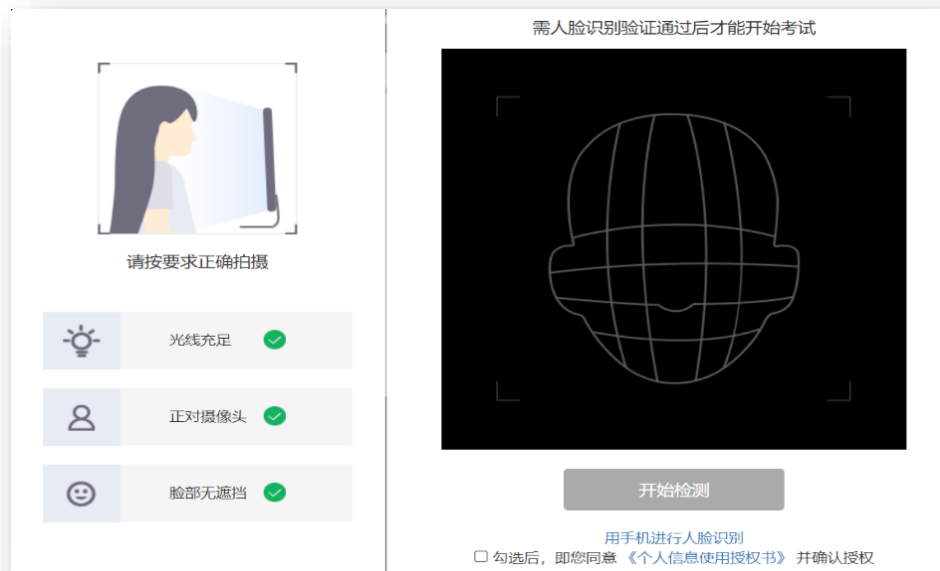 需人脸识别验证通过后才能开始考试
请按要求正确拍摄
光线充足
正对摄像头
脸部无遮挡
开始检测
用手机进行人脸识别
勾选后，即您同意《个人信息使用授权书》并确认授权